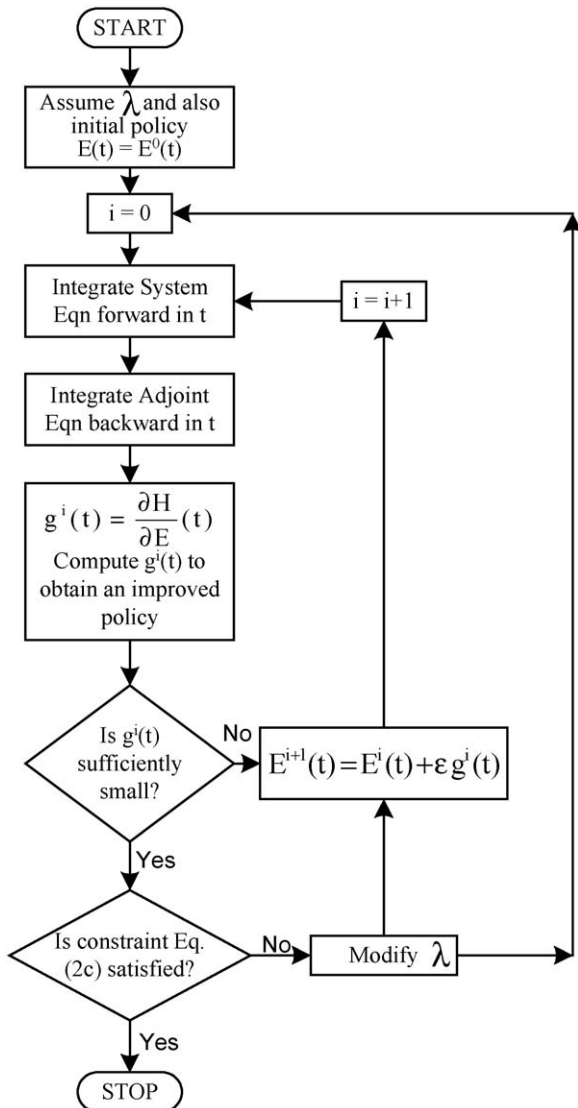 START
Assume λ and also
initial policy
E(t) = E⁰(t)
i = 0
Integrate System
Eqn forward in t
i = i+1
Integrate Adjoint
Eqn backward in t
gⁱ(t) = ∂H/∂E (t)
Compute gⁱ(t) to
obtain an improved
policy
Is gⁱ(t)
sufficiently
small?
No
Eⁱ⁺¹(t) = Eⁱ(t) + εgⁱ(t)
Yes
Is constraint Eq.
(2c) satisfied?
No
Modify λ
Yes
STOP